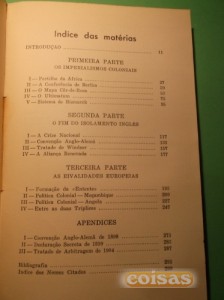 Indice das matérias
INTRODUÇÃO 11
PRIMEIRA PARTE
OS IMPERIALISMOS COLONIAIS
I — Partilha da África
II — A Conferência de Berlim
III — O Mapa Côr-de-Rosa
IV — O Ultimatum
V — Sistema de Bismarck
SEGUNDA PARTE
O FIM DO ISOLAMENTO INGLÊS
I — A Crise Nacional
II — Convenção Anglo-Alemã
III — Tratado de Windsor
IV — A Aliança Renovada
TERCEIRA PARTE
AS RIVALIDADES EUROPEIAS
I — Formação da «Entente»
II — Política Colonial — Moçambique
III — Política Colonial — Angola
IV — Entre as duas Tríplices
APENDICES
I — Convenção Anglo-Alemã de 1898
II — Declaração Secreta de 1899
III — Tratado de Arbitragem de 1904
Bibliografia
Indice dos Nomes Citados
coisas